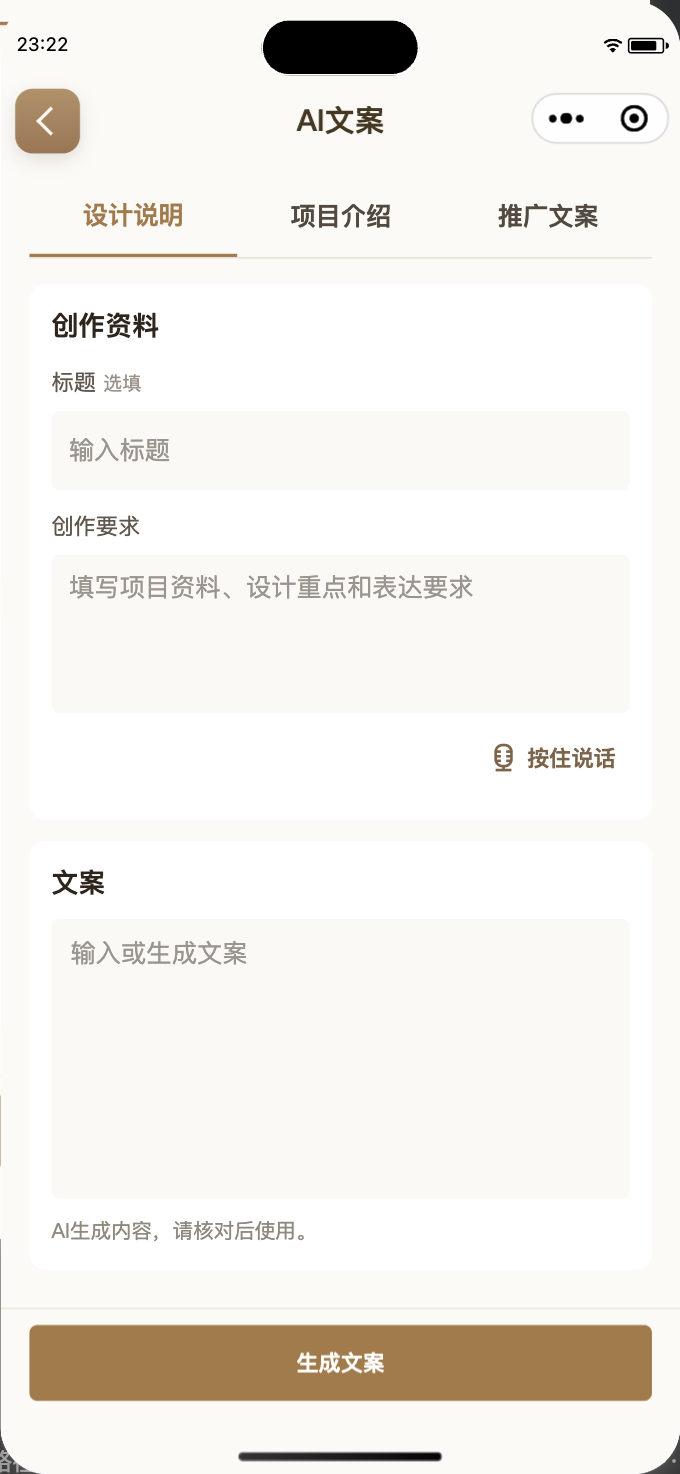 23:22
AI文案
设计说明
项目介绍
推广文案
创作资料
标题 选填
输入标题
创作要求
填写项目资料、设计重点和表达要求
按住说话
文案
输入或生成文案
AI生成内容，请核对后使用。
生成文案